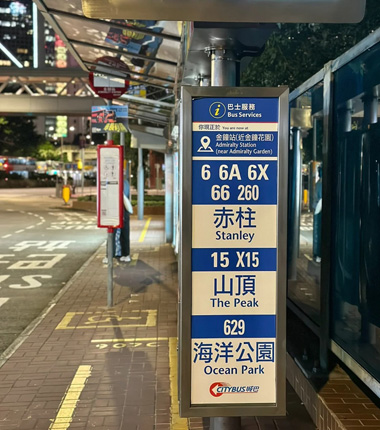 巴士服務
Bus Services
你現正於 You are now at
金鐘站(近金鐘花園)
Admiralty Station
(near Admiralty Garden)
6 6A 6X
66 260
赤柱
Stanley
15 X15
山頂
The Peak
629
海洋公園
Ocean Park
CITYBUS 城巴